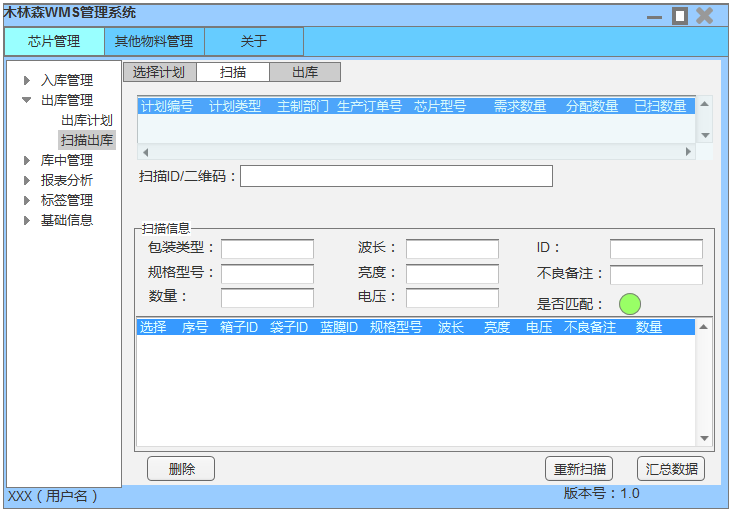 木林森WMS管理系统
芯片管理 其他物料管理 关于
选择计划 扫描 出库
入库管理
出库管理
出库计划
扫描出库
库中管理
报表分析
标签管理
基础信息
计划编号 计划类型 主制部门 生产订单号 芯片型号 需求数量 分配数量 已扫数量
扫描ID/二维码：
扫描信息
包装类型： 波长： ID：
规格型号： 亮度： 不良备注：
数量： 电压： 是否匹配：
选择 序号 箱子ID 袋子ID 蓝膜ID 规格型号 波长 亮度 电压 不良备注 数量
删除 重新扫描 汇总数据
XXX（用户名） 版本号：1.0